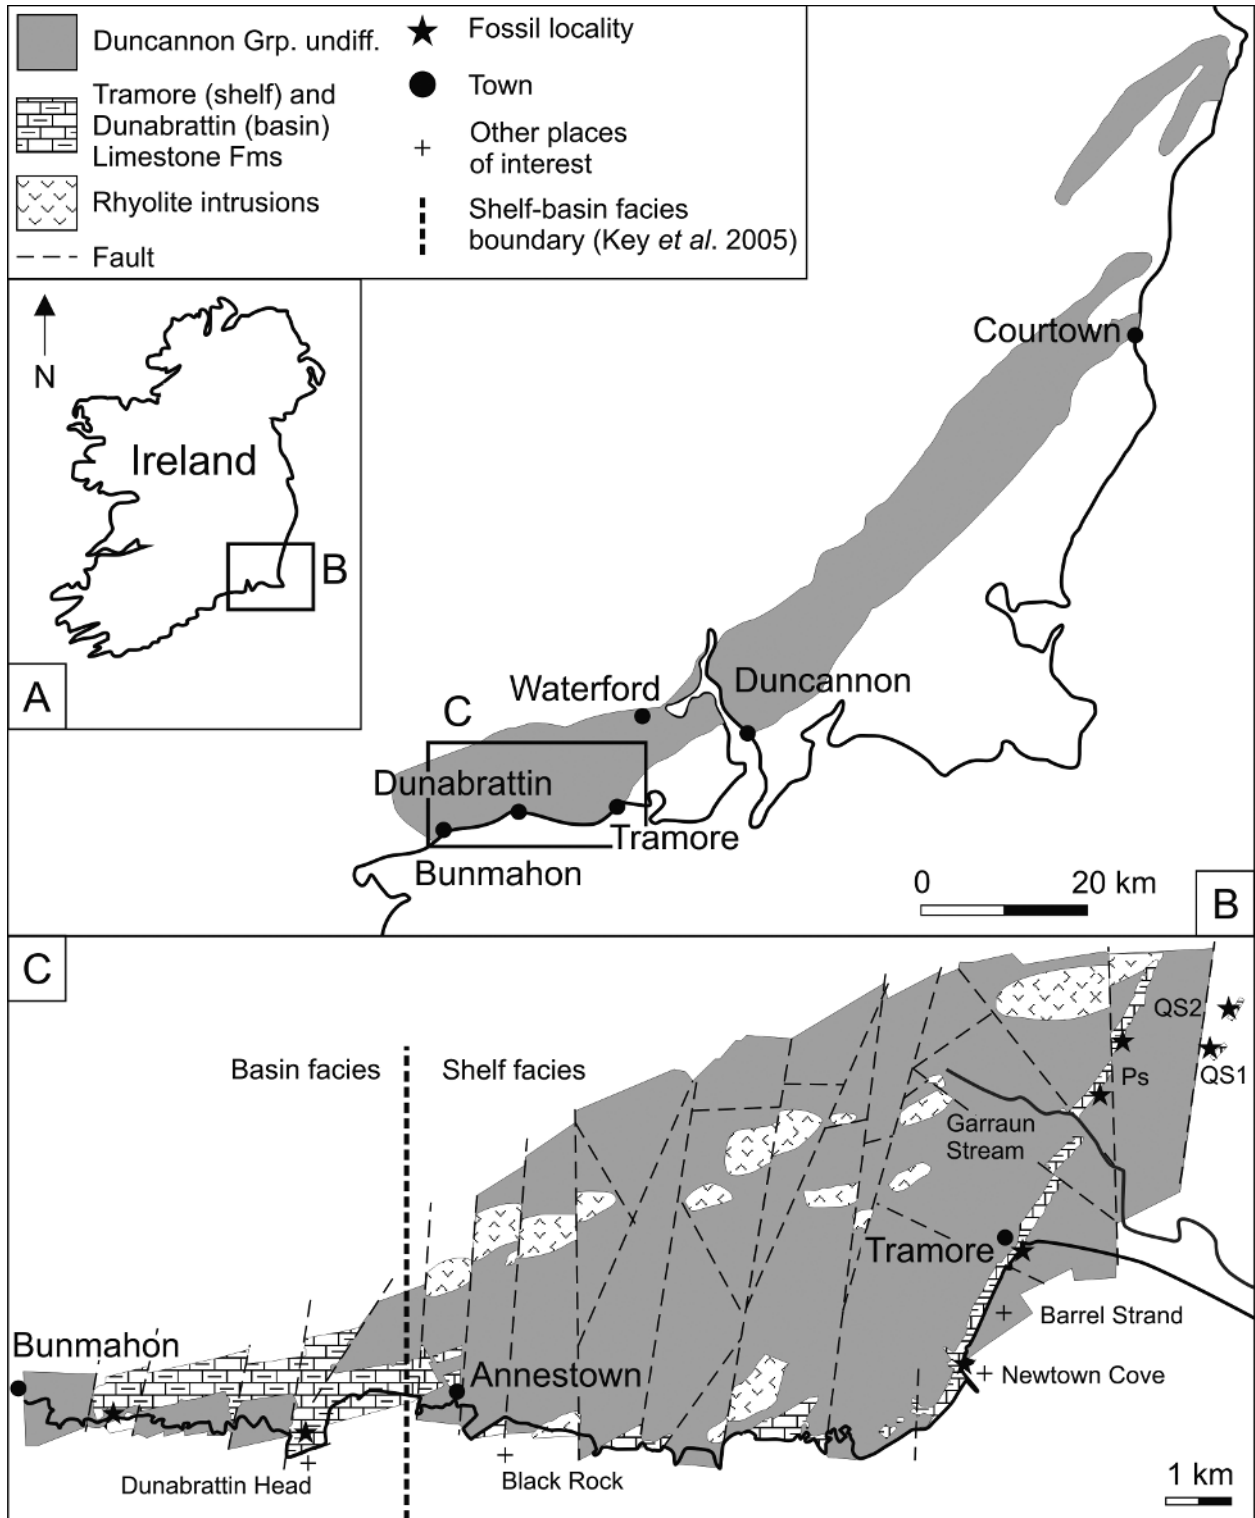 Duncannon Grp. undiff.
Tramore (shelf) and
Dunabrattin (basin)
Limestone Fms
Rhyolite intrusions
Fault
Fossil locality
Town
Other places
of interest
Shelf-basin facies
boundary (Key et al. 2005)
N
Ireland
B
A
Courtown
Waterford
Duncannon
C
Dunabrattin
Tramore
Bunmahon
0 20 km
B
C
Basin facies
Shelf facies
QS2
QS1
Ps
Garraun
Stream
Tramore
Barrel Strand
Newtown Cove
Bunmahon
Annestown
Dunabrattin Head
Black Rock
1 km